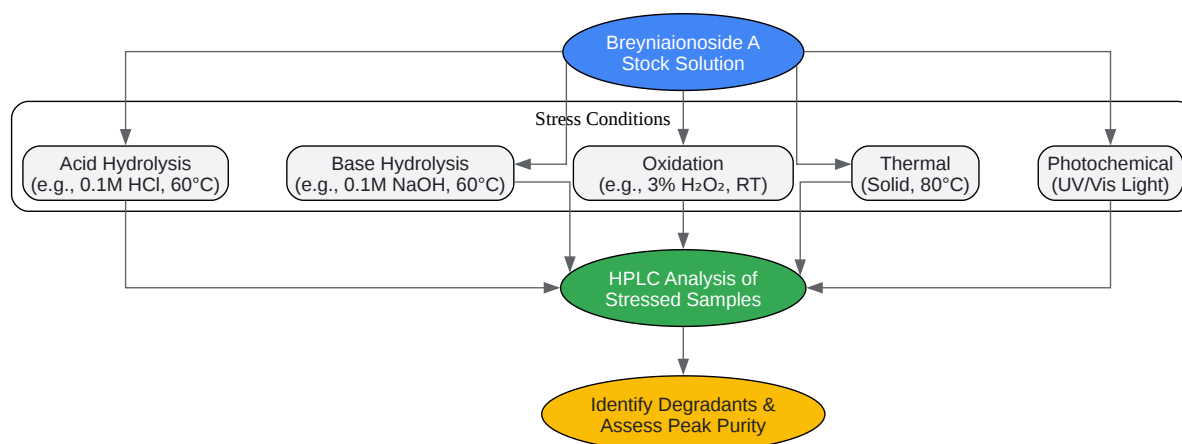 Breyniaionoside A
Stock Solution
Stress Conditions
Acid Hydrolysis
(e.g., 0.1M HCl, 60°C)
Base Hydrolysis
(e.g., 0.1M NaOH, 60°C)
Oxidation
(e.g., 3% H₂O₂, RT)
Thermal
(Solid, 80°C)
Photochemical
(UV/Vis Light)
HPLC Analysis of
Stressed Samples
Identify Degradants &
Assess Peak Purity